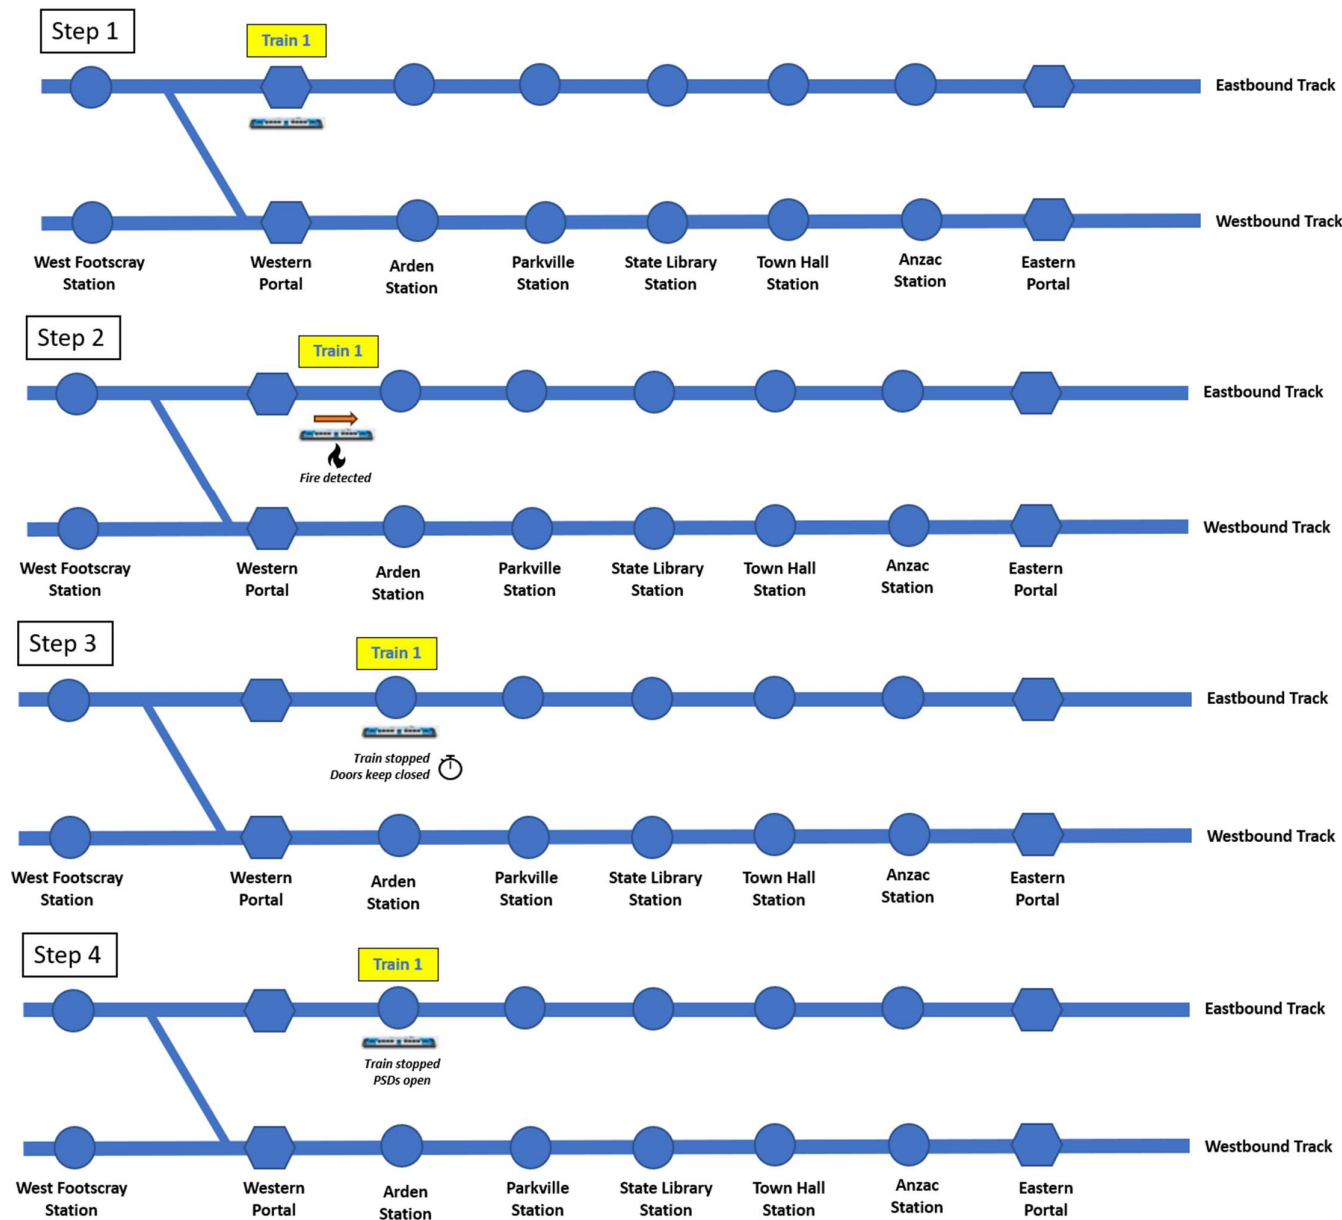 Step 1
Train 1
Eastbound Track
Westbound Track
West Footscray
Station
Western
Portal
Arden
Station
Parkville
Station
State Library
Station
Town Hall
Station
Anzac
Station
Eastern
Portal
Step 2
Train 1
Eastbound Track
Fire detected
Westbound Track
West Footscray
Station
Western
Portal
Arden
Station
Parkville
Station
State Library
Station
Town Hall
Station
Anzac
Station
Eastern
Portal
Step 3
Train 1
Eastbound Track
Train stopped
Doors keep closed
Westbound Track
West Footscray
Station
Western
Portal
Arden
Station
Parkville
Station
State Library
Station
Town Hall
Station
Anzac
Station
Eastern
Portal
Step 4
Train 1
Eastbound Track
Train stopped
PSDs open
Westbound Track
West Footscray
Station
Western
Portal
Arden
Station
Parkville
Station
State Library
Station
Town Hall
Station
Anzac
Station
Eastern
Portal